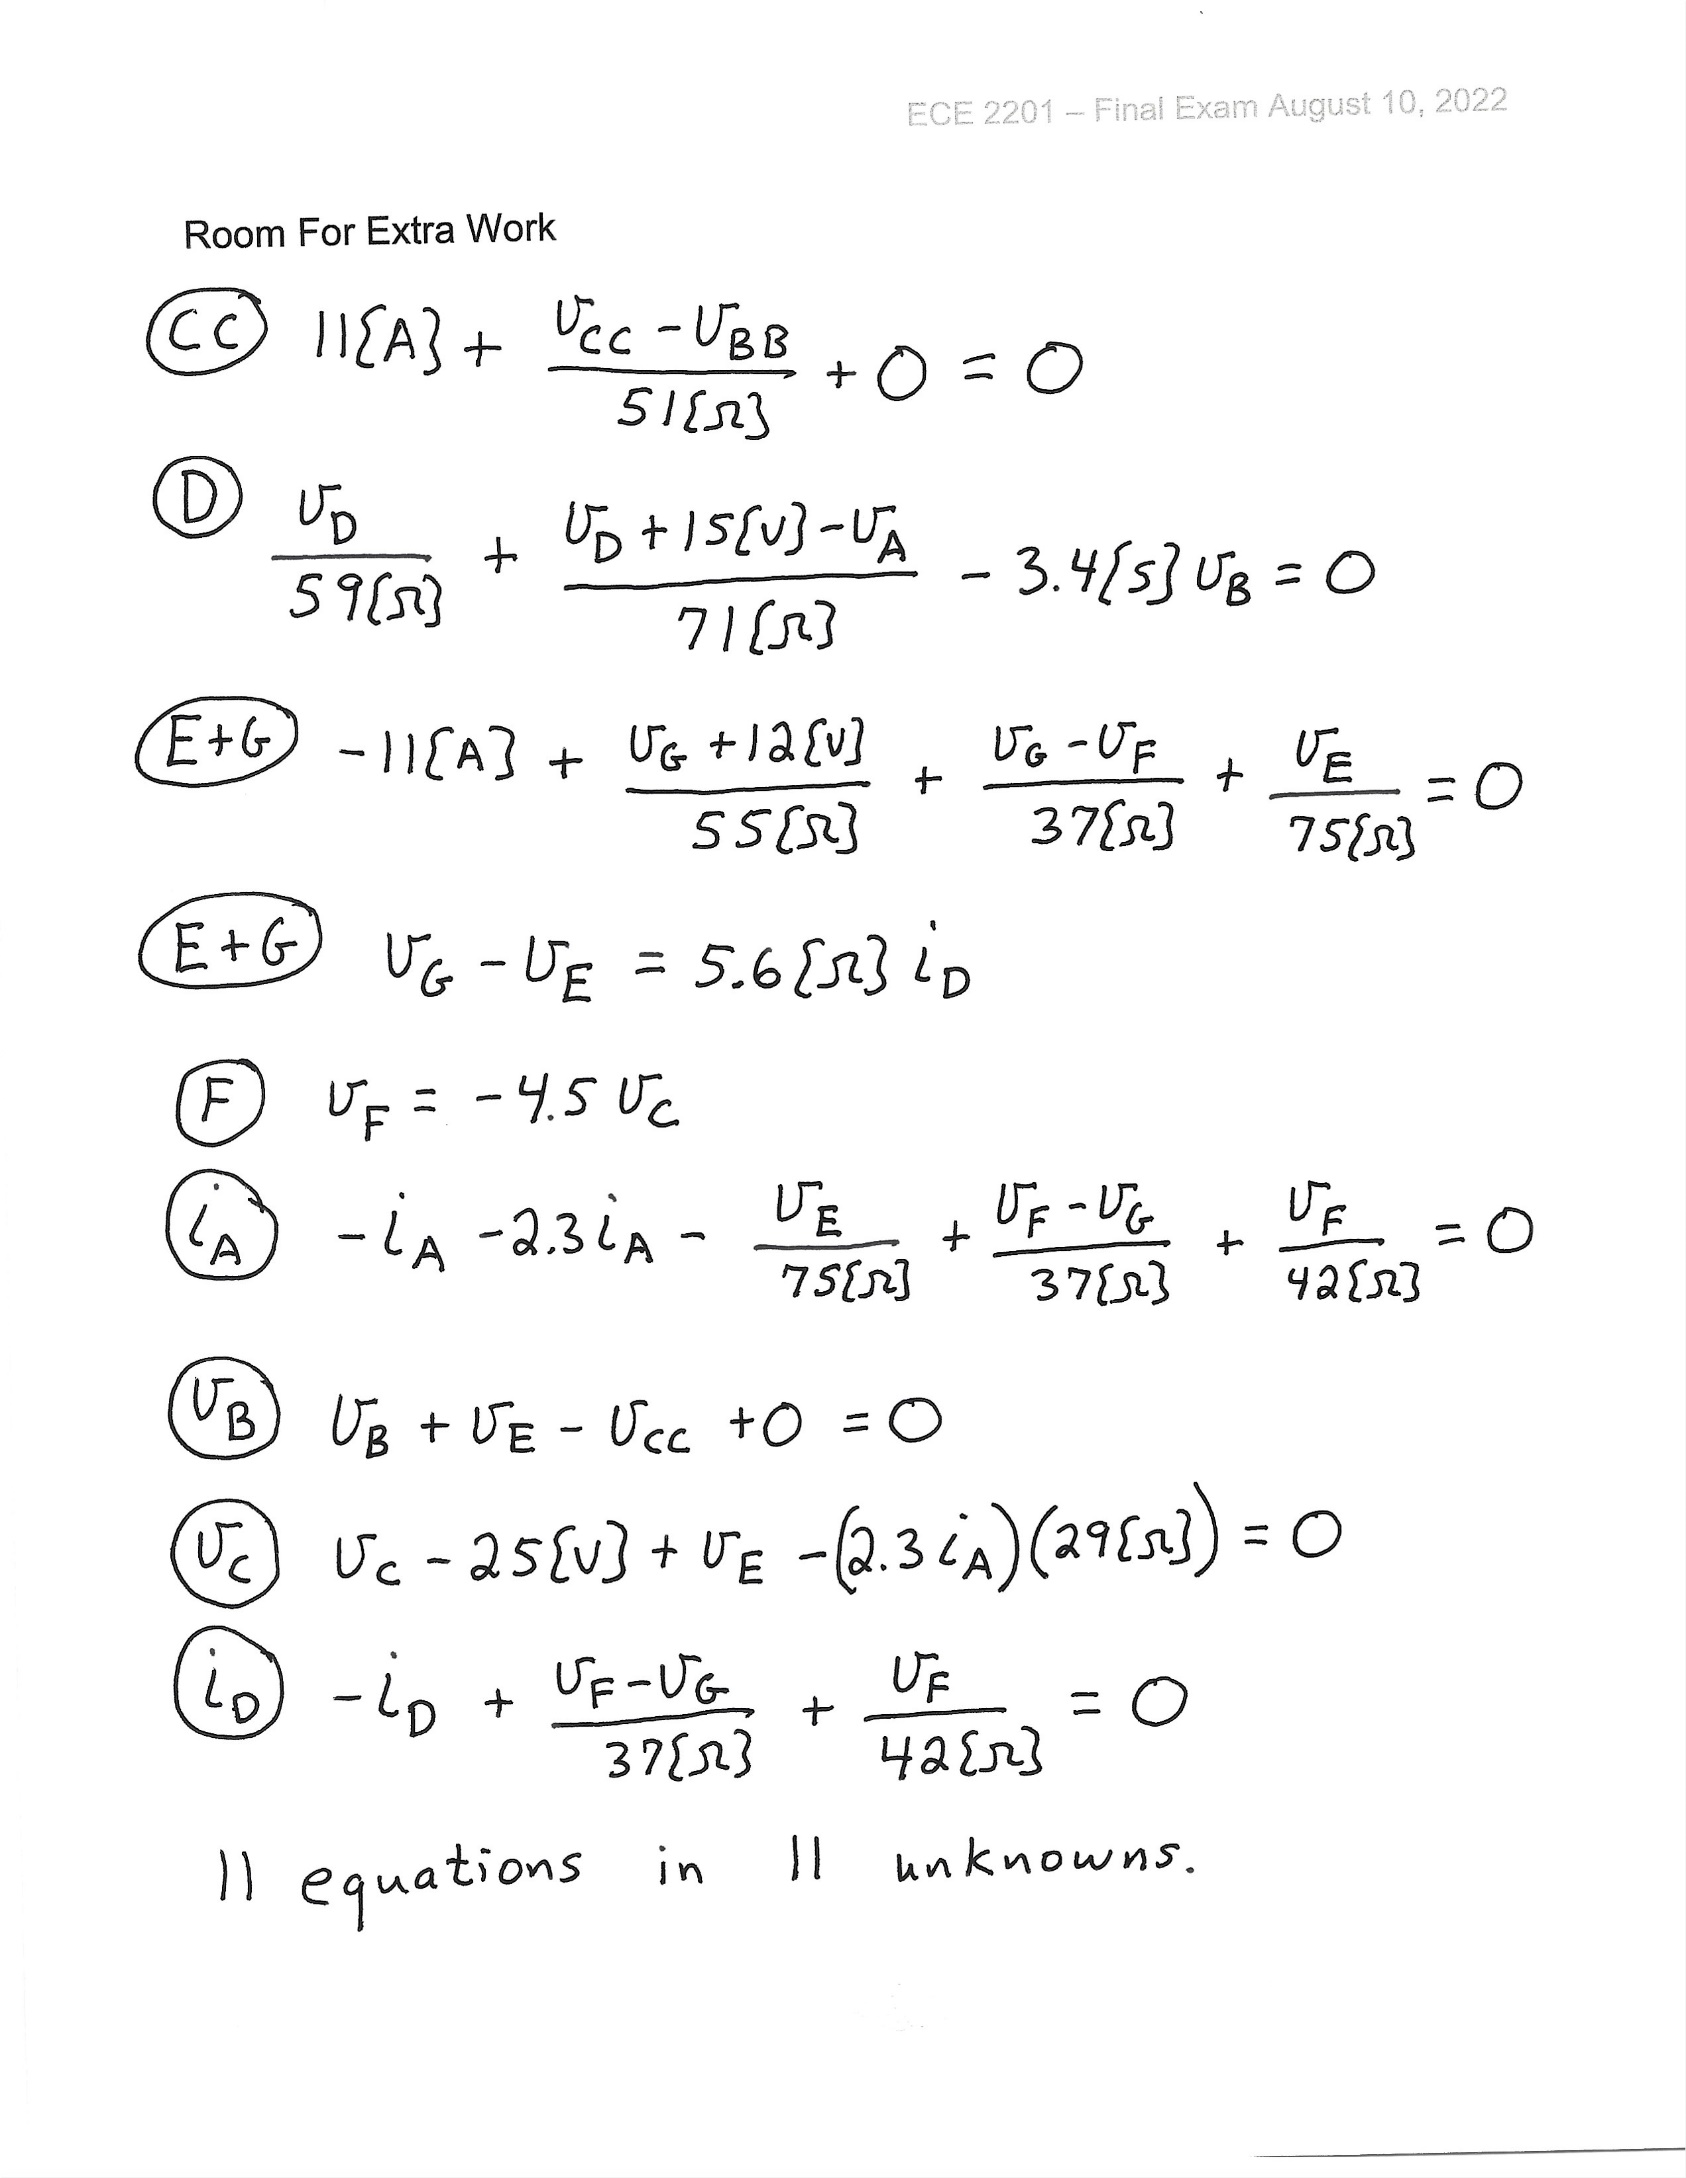 ECE 2201 – Final Exam August 10, 2022
Room For Extra Work
(CC) 11{A} + (v_CC - v_BB)/51{Ω} + 0 = 0
(D) v_D/59{Ω} + (v_D + 15{V} - v_A)/71{Ω} - 3.4{S} v_B = 0
(E+G) -11{A} + (v_G + 12{V})/55{Ω} + (v_G - v_F)/37{Ω} + v_E/75{Ω} = 0
(E+G) v_G - v_E = 5.6{Ω} i_D
(F) v_F = -4.5 v_C
(i_A) -i_A - 2.3 i_A - v_E/75{Ω} + (v_F - v_G)/37{Ω} + v_F/42{Ω} = 0
(v_B) v_B + v_E - v_CC + 0 = 0
(v_C) v_C - 25{V} + v_E - (2.3 i_A)(29{Ω}) = 0
(i_D) -i_D + (v_F - v_G)/37{Ω} + v_F/42{Ω} = 0
11 equations in 11 unknowns.